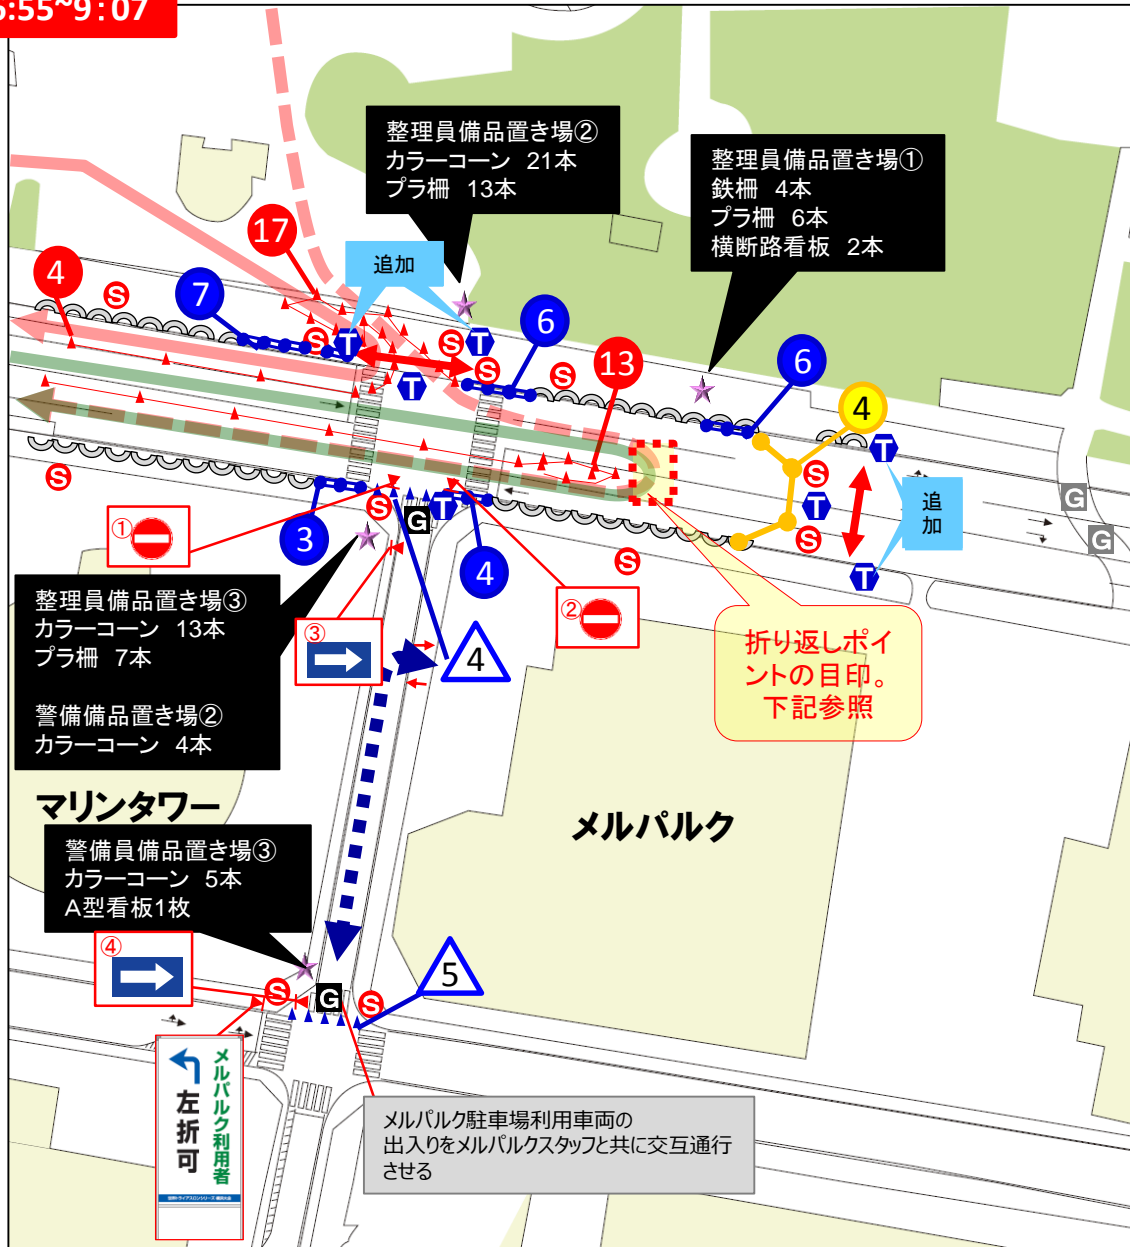 5:55~9:07
整理員備品置き場②
カラーコーン 21本
プラ柵 13本
整理員備品置き場①
鉄柵 4本
プラ柵 6本
横断路看板 2本
17
追加
4
7
S
S
T
S
T
6
S
S
13
6
4
T
T
S
S
T
S
追加
T
G
G
S
S
G
T
3
4
S
①
②
③
4
整理員備品置き場③
カラーコーン 13本
プラ柵 7本
警備備品置き場②
カラーコーン 4本
折り返しポイ
ントの目印。
下記参照
マリンタワー
メルパルク
警備員備品置き場③
カラーコーン 5本
A型看板1枚
④
S
G
S
5
メルパルク利用者
左折可
メルパルク駐車場利用車両の
出入りをメルパルクスタッフと共に交互通行
させる